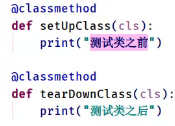 @classmethod
def setUpClass(cls):
    print("测试类之前")
@classmethod
def tearDownClass(cls):
    print("测试类之后")